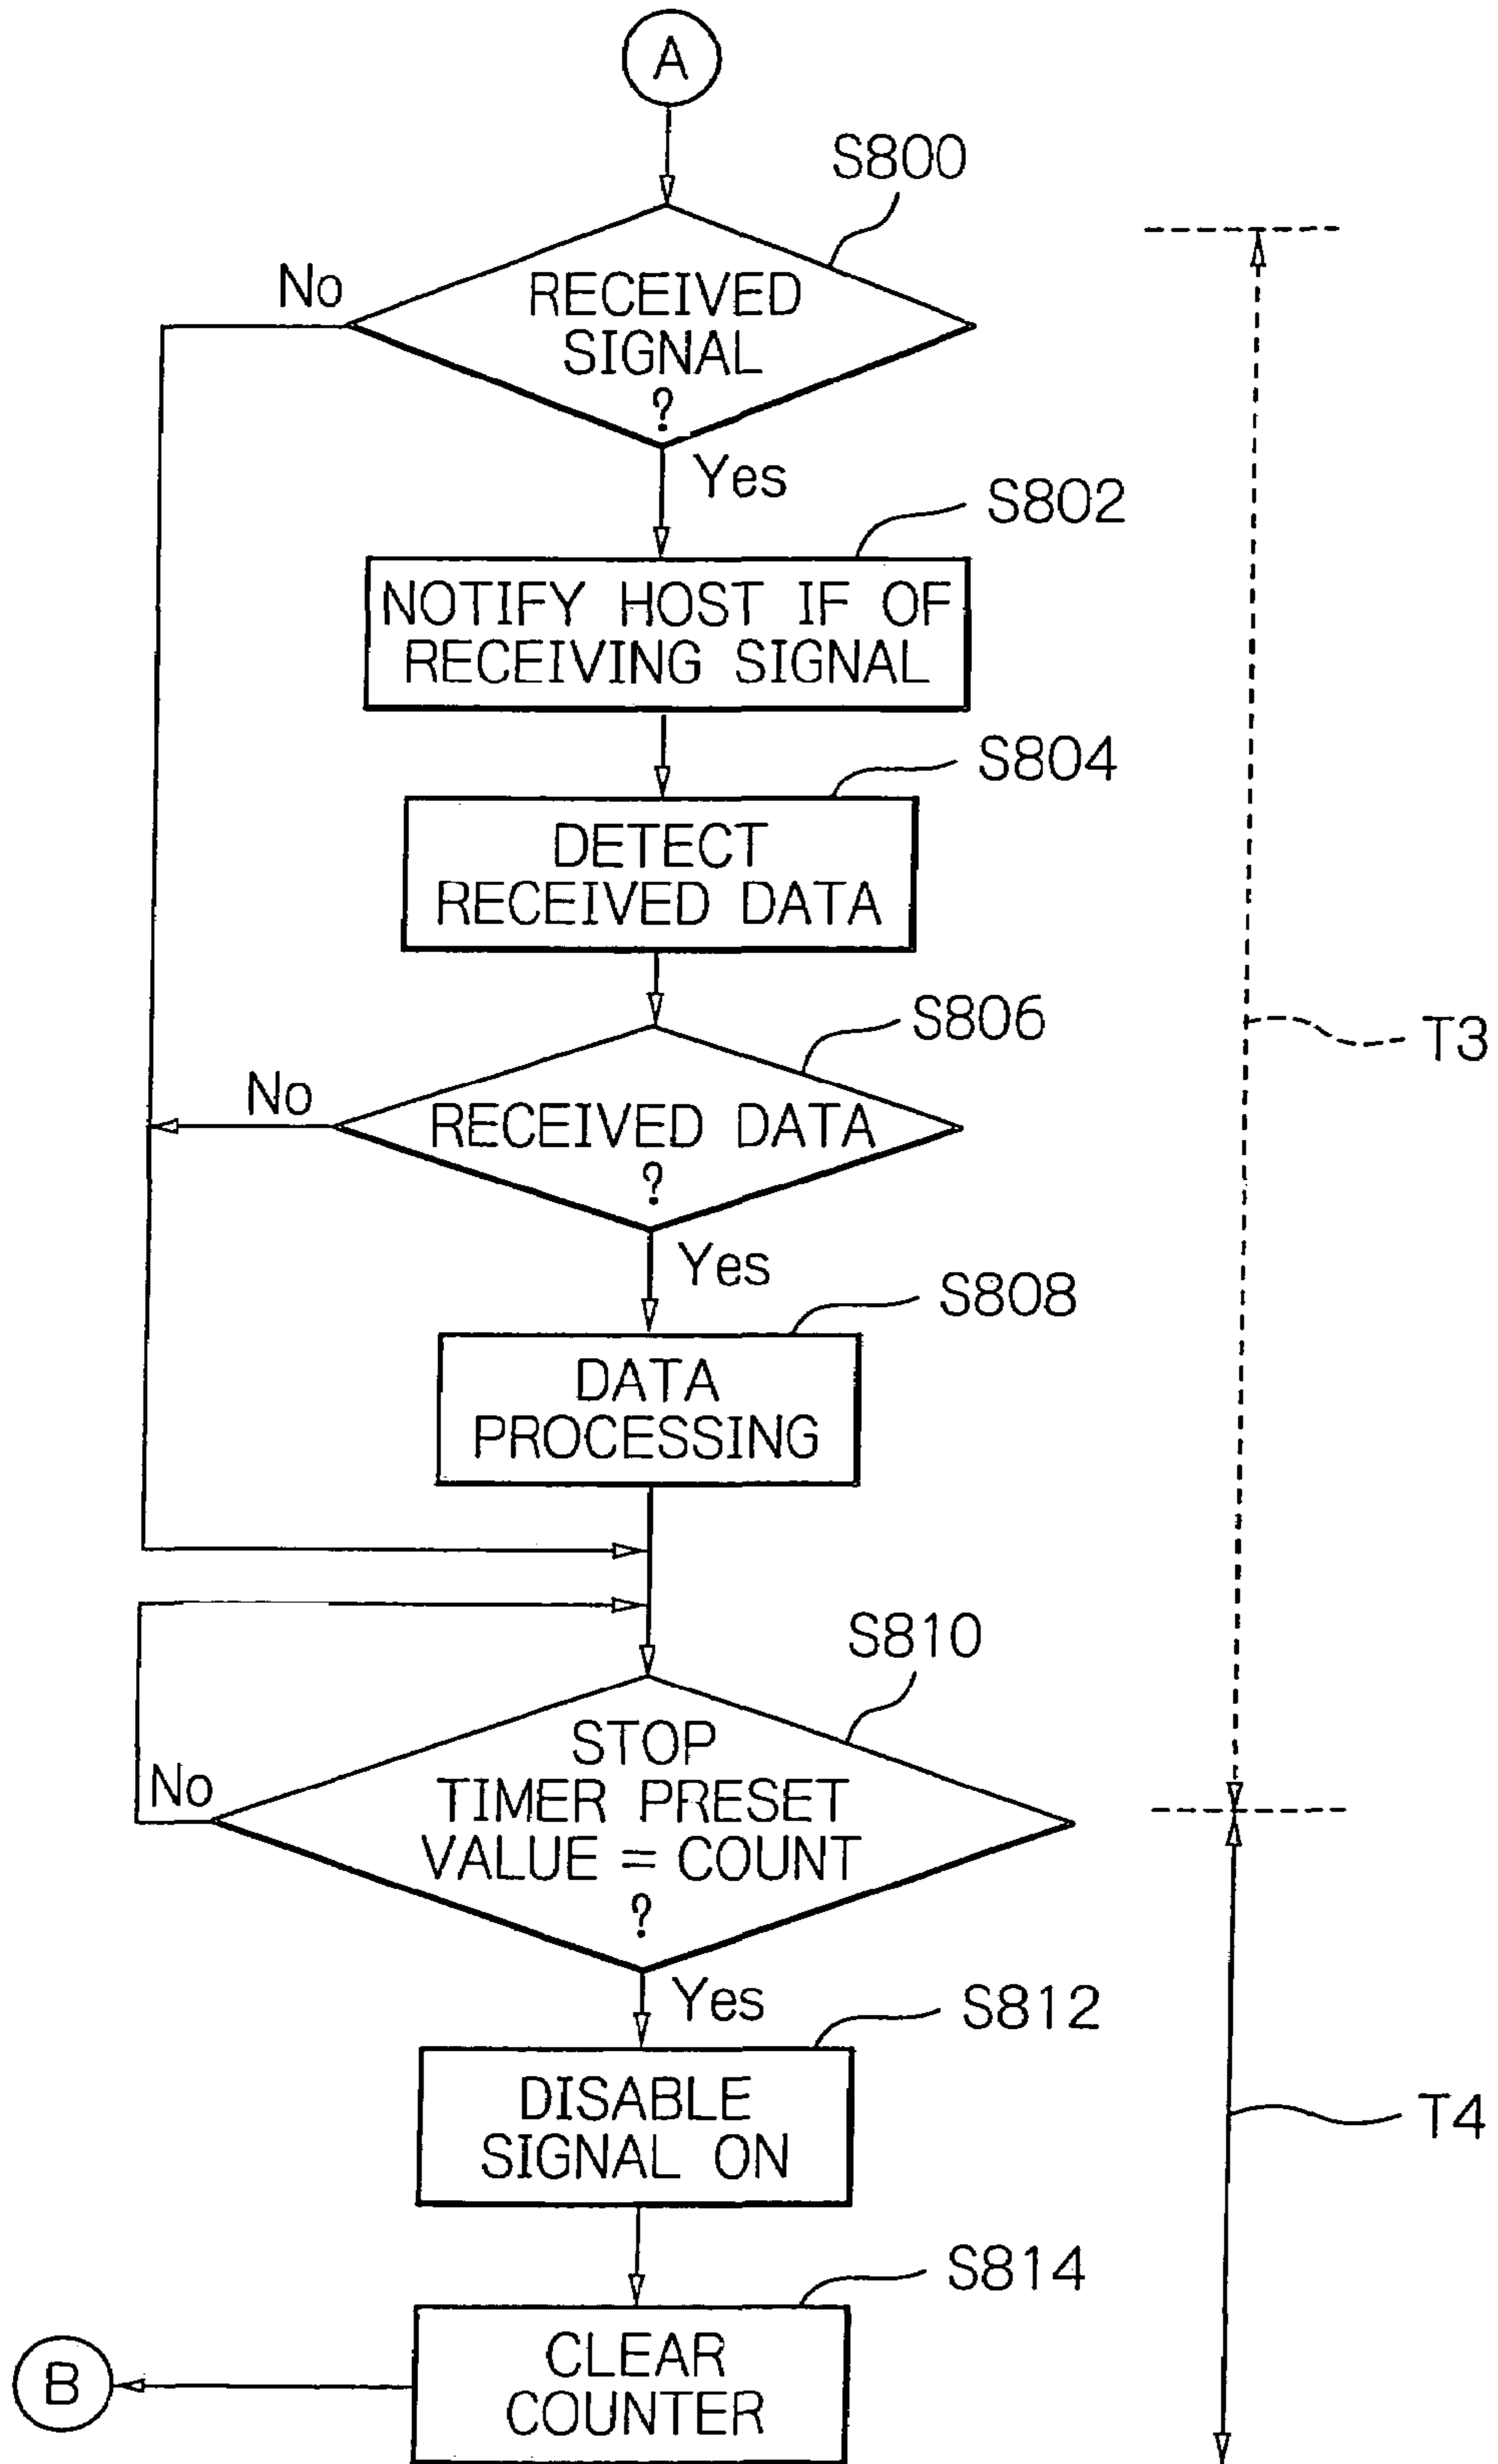 A
S800
No
RECEIVED
SIGNAL
?
Yes
S802
NOTIFY HOST IF OF
RECEIVING SIGNAL
S804
DETECT
RECEIVED DATA
S806
T3
No
RECEIVED DATA
?
Yes
S808
DATA
PROCESSING
S810
No
STOP
TIMER PRESET
VALUE = COUNT
?
Yes
S812
DISABLE
SIGNAL ON
T4
S814
CLEAR
COUNTER
B